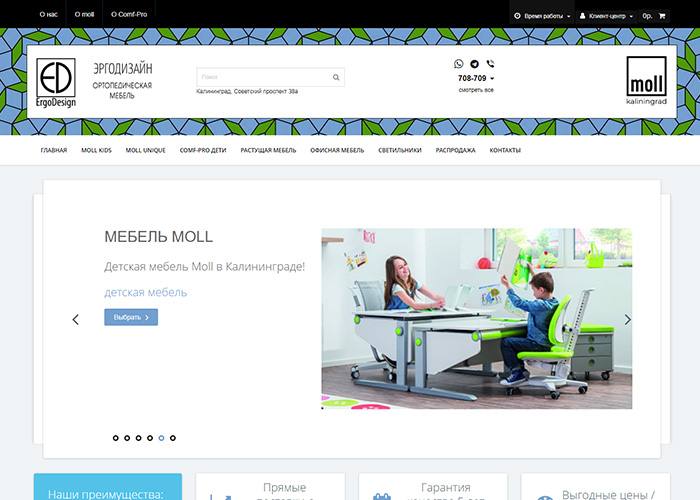 О нас
О moll
О Comf-Pro
Время работы
Клиент-центр
0р.
ED
ErgoDesign
ЭРГОДИЗАЙН
ОРТОПЕДИЧЕСКАЯ
МЕБЕЛЬ
Поиск
Калининград, Советский проспект 38а
708-709
смотреть все
moll
kaliningrad
ГЛАВНАЯ
MOLL KIDS
MOLL UNIQUE
COMF-PRO ДЕТИ
РАСТУЩАЯ МЕБЕЛЬ
ОФИСНАЯ МЕБЕЛЬ
СВЕТИЛЬНИКИ
РАСПРОДАЖА
КОНТАКТЫ
МЕБЕЛЬ MOLL
Детская мебель Moll в Калининграде!
детская мебель
Выбрать
Наши преимущества:
Прямые
Гарантия
Выгодные цены /